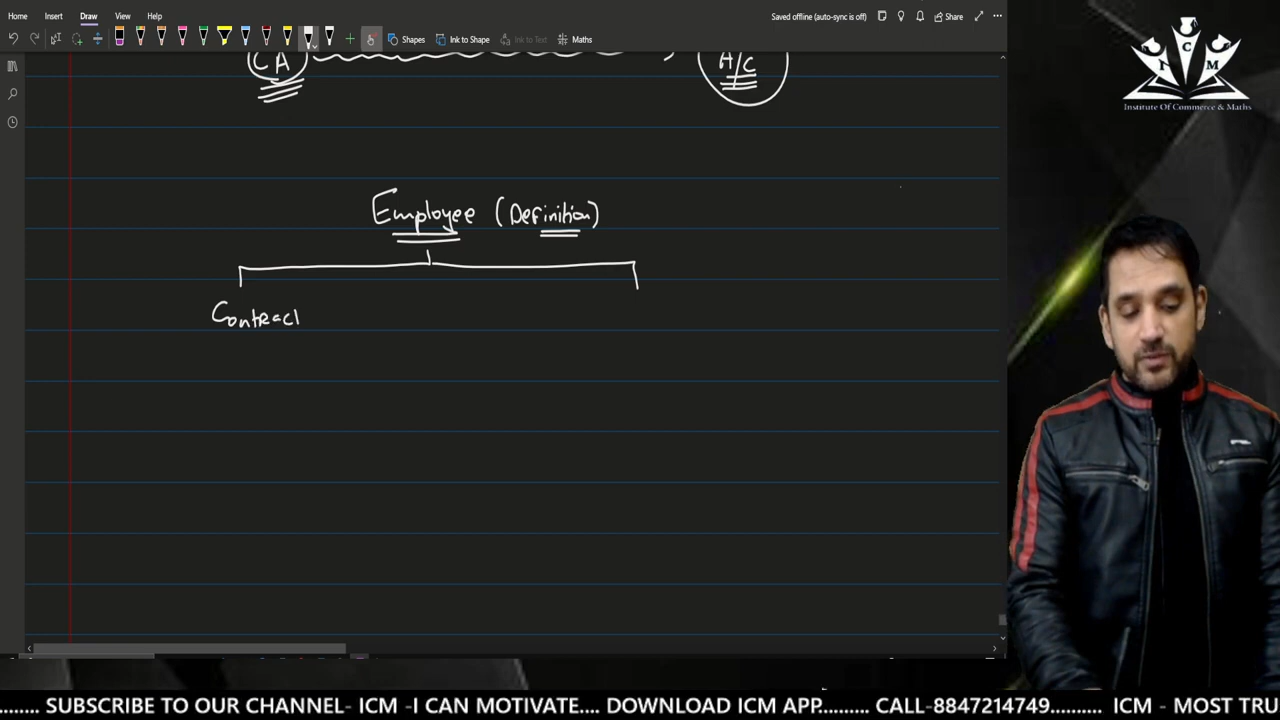 Home Insert Draw View Help
Saved offline (auto-sync is off) Share
Shapes Ink to Shape Ink to Text Maths
CA A/C
I C M
Institute Of Commerce & Maths
Employee (Definition)
Contract
........ SUBSCRIBE TO OUR CHANNEL- ICM -I CAN MOTIVATE.... DOWNLOAD ICM APP.......... CALL-8847214749.......... ICM - MOST TRU